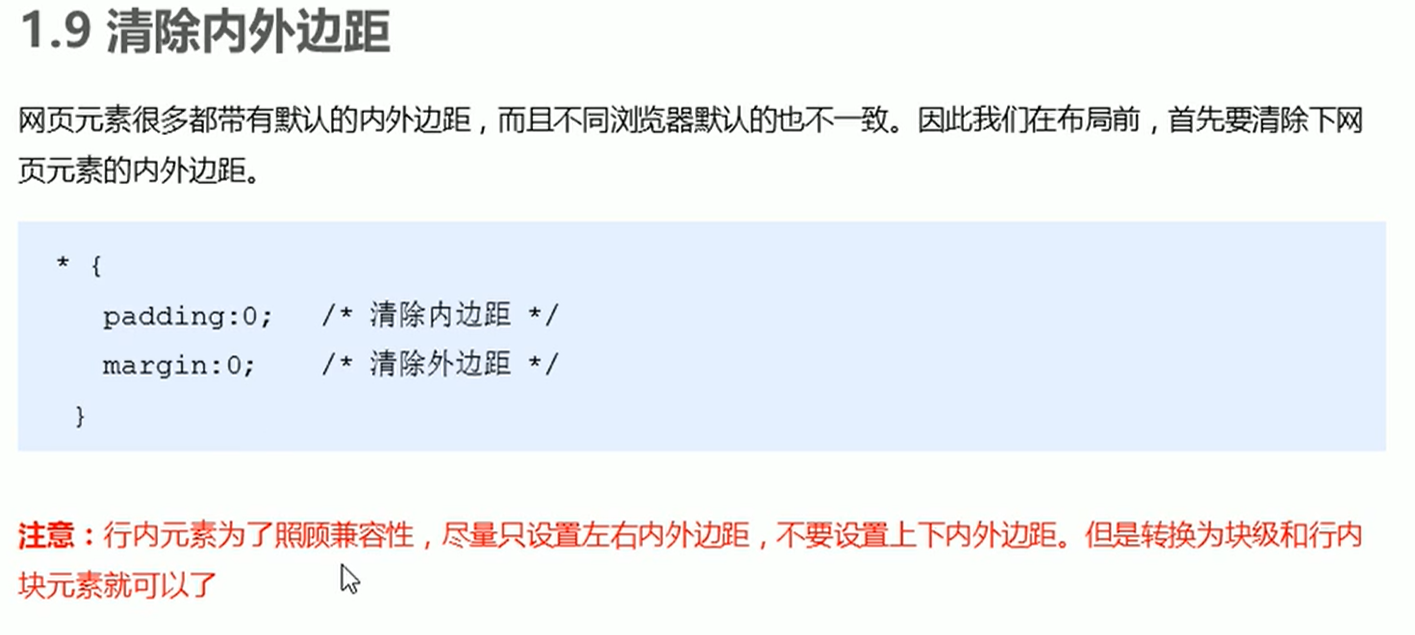 1.9 清除内外边距
网页元素很多都带有默认的内外边距，而且不同浏览器默认的也不一致。因此我们在布局前，首先要清除下网
页元素的内外边距。
* {
padding:0;   /* 清除内边距 */
margin:0;    /* 清除外边距 */
}
注意：行内元素为了照顾兼容性，尽量只设置左右内外边距，不要设置上下内外边距。但是转换为块级和行内
块元素就可以了